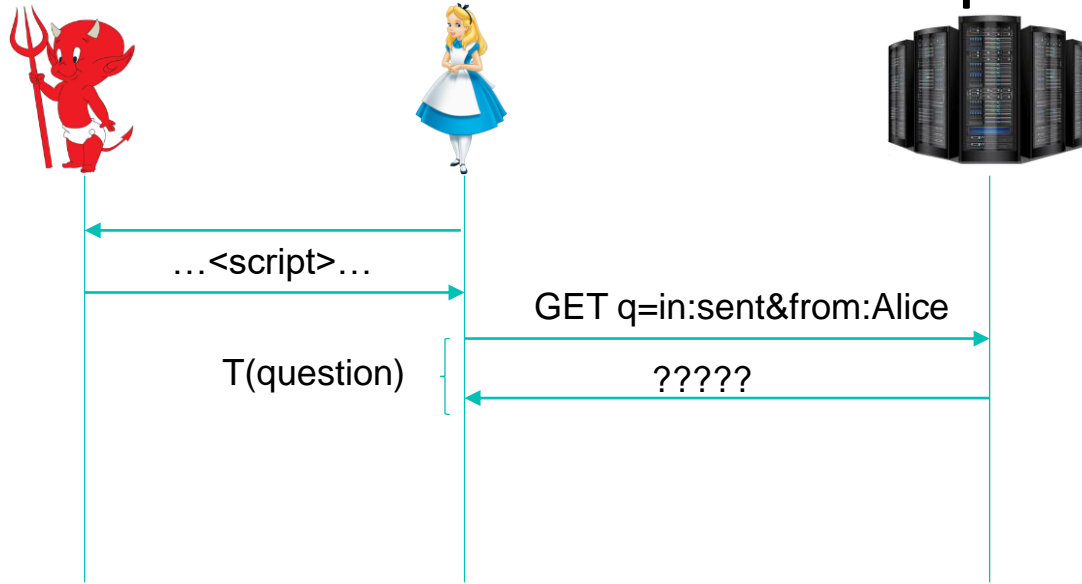 …<script>…
GET q=in:sent&from:Alice
T(question)
?????